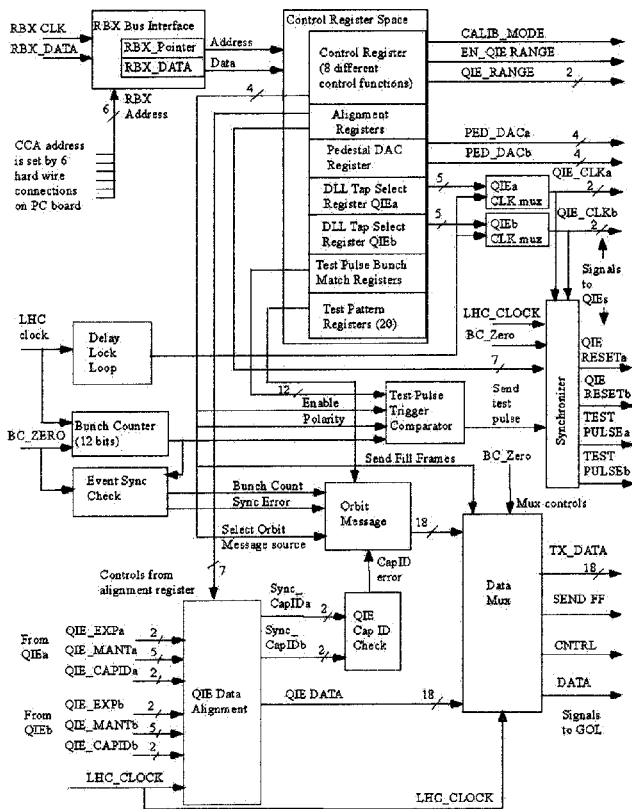 RBX CLK
RBX_DATA
RBX Bus Interface
RBX_Pointer
RBX_DATA
Address
Data
6
RBX
Address
CCA address
is set by 6
hard wire
connections
on PC board
Control Register Space
Control Register
(8 different
control functions)
Alignment
Registers
Pedestal DAC
Register
DLL Tap Select
Register QIEa
DLL Tap Select
Register QIEb
Test Pulse Bunch
Match Registers
Test Pattern
Registers (20)
4
CALIB_MODE
EN_QIE RANGE
QIE_RANGE
2
PED_DACa
4
PED_DACb
4
5
QIEa
CLK mux
QIE_CLKa
2
5
QIEb
CLK mux
QIE_CLKb
2
Signals
to
QIEs
LHC_CLOCK
BC_Zero
7
Synchronizer
QIE
RESETa
QIE
RESETb
TEST
PULSEa
TEST
PULSEb
LHC
clock
Delay
Lock
Loop
12
Enable
Polarity
Test Pulse
Trigger
Comparator
Send
test
pulse
BC_ZERO
Bunch Counter
(12 bits)
Event Sync
Check
Bunch Count
Sync Error
Select Orbit
Message source
Send Fill Frames
BC_Zero
Mux controls
Orbit
Message
18
CapID
error
7
Controls from
alignment register
Sync_
CapIDa
2
Sync_
CapIDb
2
QIE
Cap ID
Check
Data
Mux
TX_DATA
18
SEND FF
CNTRL
DATA
Signals
to GOL
From
QIEa
QIE_EXPa
2
QIE_MANTa
5
QIE_CAPIDa
2
From
QIEb
QIE_EXPb
2
QIE_MANTb
5
QIE_CAPIDb
2
LHC_CLOCK
QIE Data
Alignment
QIE DATA
18
LHC_CLOCK